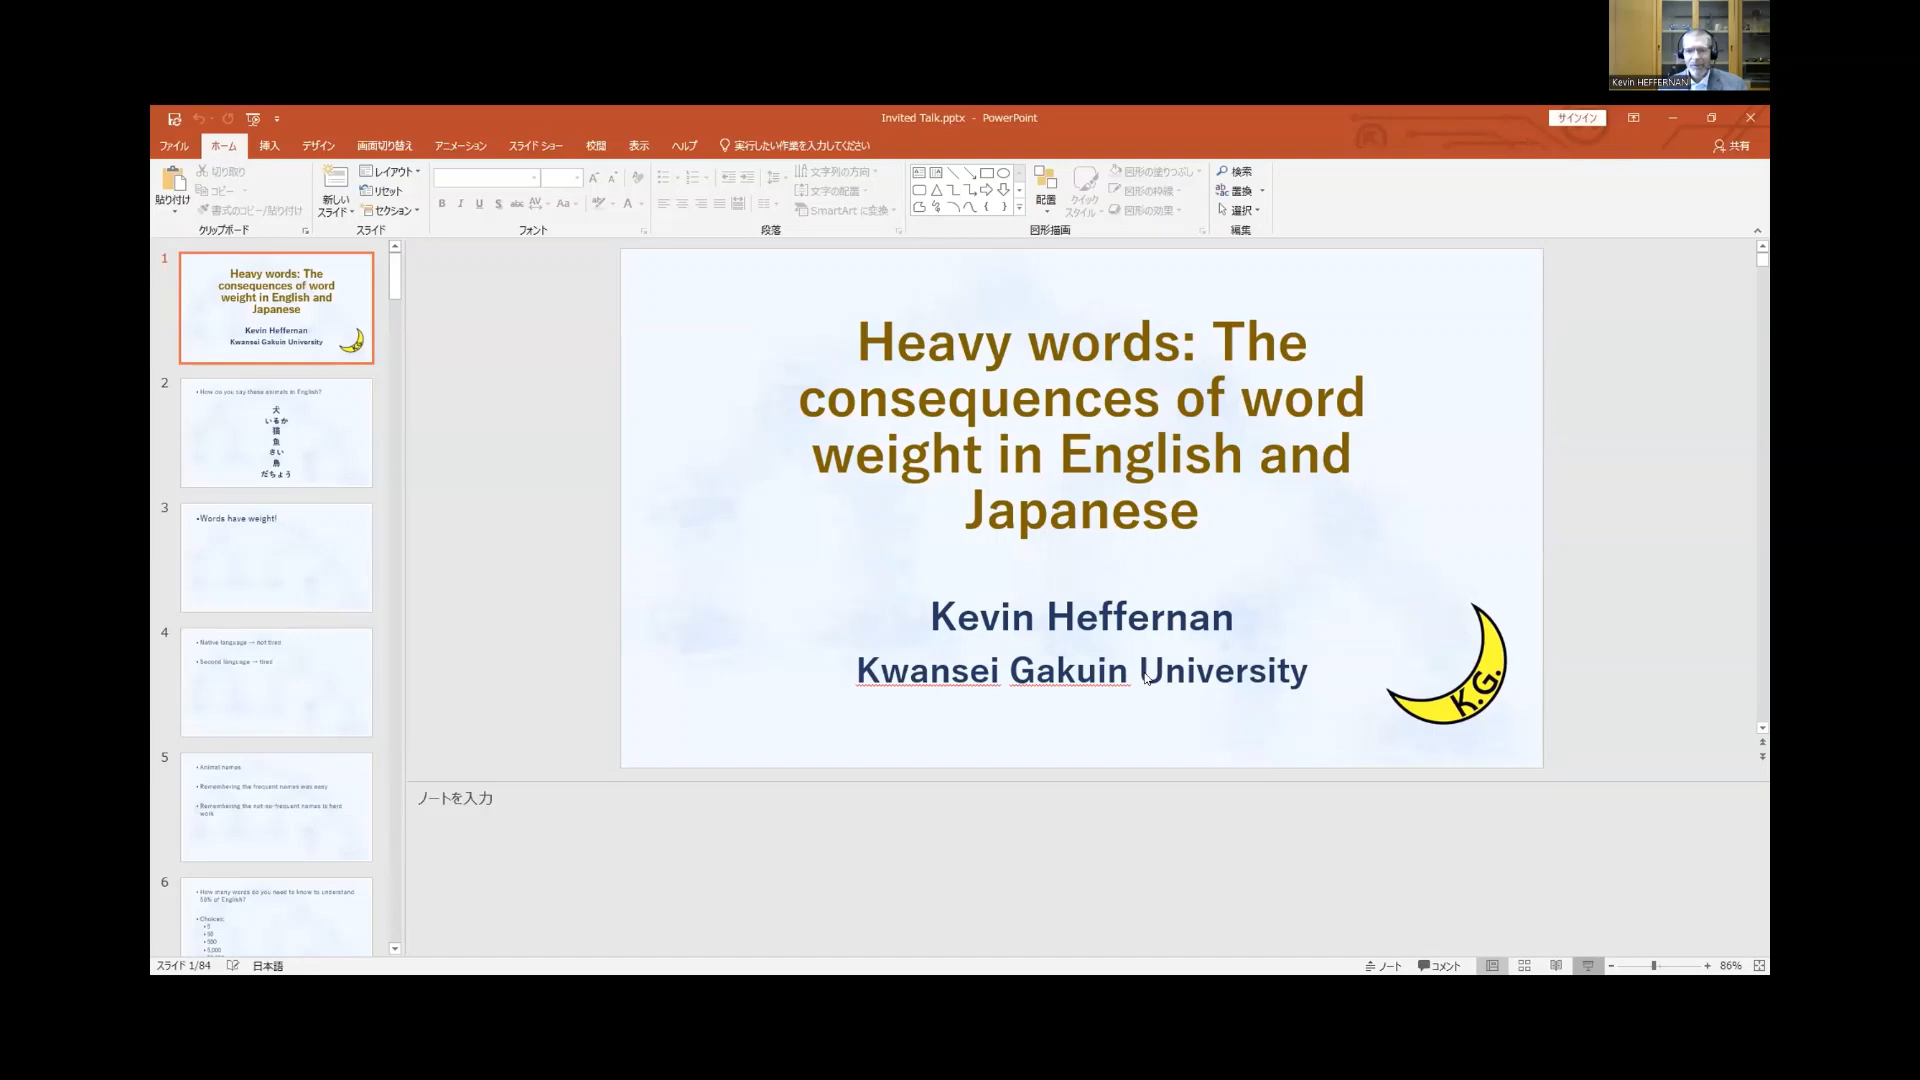 Kevin HEFFERNAN
Invited Talk.pptx - PowerPoint
サインイン
ファイル ホーム 挿入 デザイン 画面切り替え アニメーション スライド ショー 校閲 表示 ヘルプ 実行したい作業を入力してください
共有
貼り付け
切り取り
コピー
書式のコピー/貼り付け
クリップボード
新しい
スライド
レイアウト
リセット
セクション
スライド
B I U S abc AV Aa A
フォント
文字列の方向
文字の配置
SmartArt に変換
段落
配置
クイック
スタイル
図形の塗りつぶし
図形の枠線
図形の効果
図形描画
検索
置換
選択
編集
1
Heavy words: The
consequences of word
weight in English and
Japanese
Kevin Heffernan
Kwansei Gakuin University
2
• How do you say these animals in English?
犬
いるか
猫
魚
さい
鳥
だちょう
3
•Words have weight!
4
• Native language → not tired
• Second language → tired
5
• Animal names
• Remembering the frequent names was easy
• Remembering the not-so-frequent names is hard
work
6
• How many words do you need to know to understand
50% of English?
• Choices:
• 5
• 50
• 500
• 5,000
Heavy words: The
consequences of word
weight in English and
Japanese
Kevin Heffernan
Kwansei Gakuin University
K.G.
ノートを入力
スライド 1/84 日本語
ノート コメント 86%